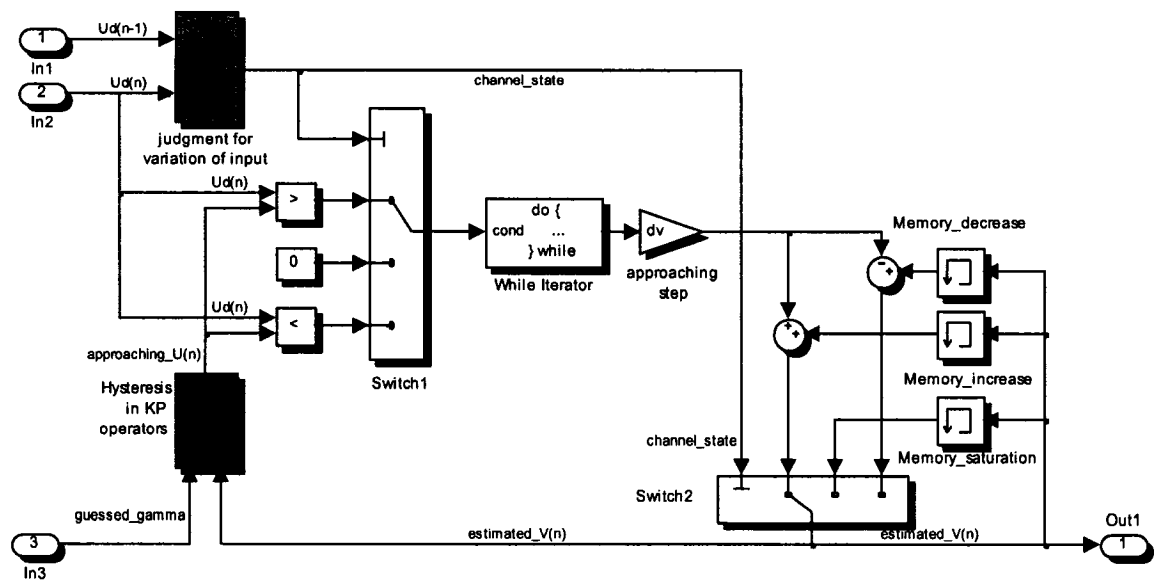 1
Ud(n-1)
In1
2
Ud(n)
In2
judgment for
variation of input
channel_state
Ud(n)
>
0
Ud(n)
<
approaching_U(n)
Switch1
do {
cond ...
} while
While Iterator
dv
approaching
step
Memory_decrease
- +
+ +
Memory_increase
Memory_saturation
Hysteresis
in KP
operators
channel_state
Switch2
guessed_gamma
3
In3
estimated_V(n)
estimated_V(n)
Out1
1